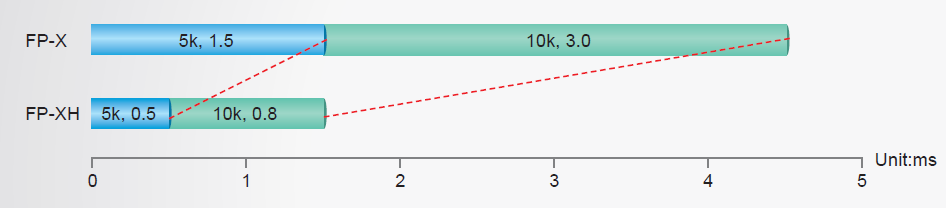 FP-X 5k, 1.5 10k, 3.0
FP-XH 5k, 0.5 10k, 0.8
Unit:ms
0 1 2 3 4 5